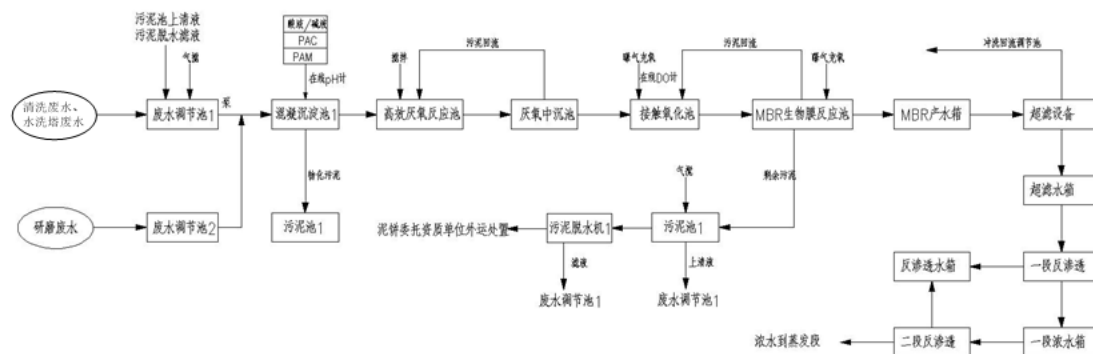 污泥池上清液
污泥脱水滤液
气搅
酸液/碱液
PAC
PAM
在线pH计
搅拌
污泥回流
曝气充氧
在线DO计
污泥回流
曝气充氧
冲洗回流调节池
清洗废水、
水洗塔废水
废水调节池1
泵
混凝沉淀池1
高效厌氧反应池
厌氧中沉池
接触氧化池
MBR生物膜反应池
MBR产水箱
超滤设备
物化污泥
气搅
剩余污泥
超滤水箱
研磨废水
废水调节池2
污泥池1
泥饼委托资质单位外运处置
污泥脱水机1
污泥池1
滤液
上清液
废水调节池1
废水调节池1
反渗透水箱
一段反渗透
浓水到蒸发段
二段反渗透
一段浓水箱